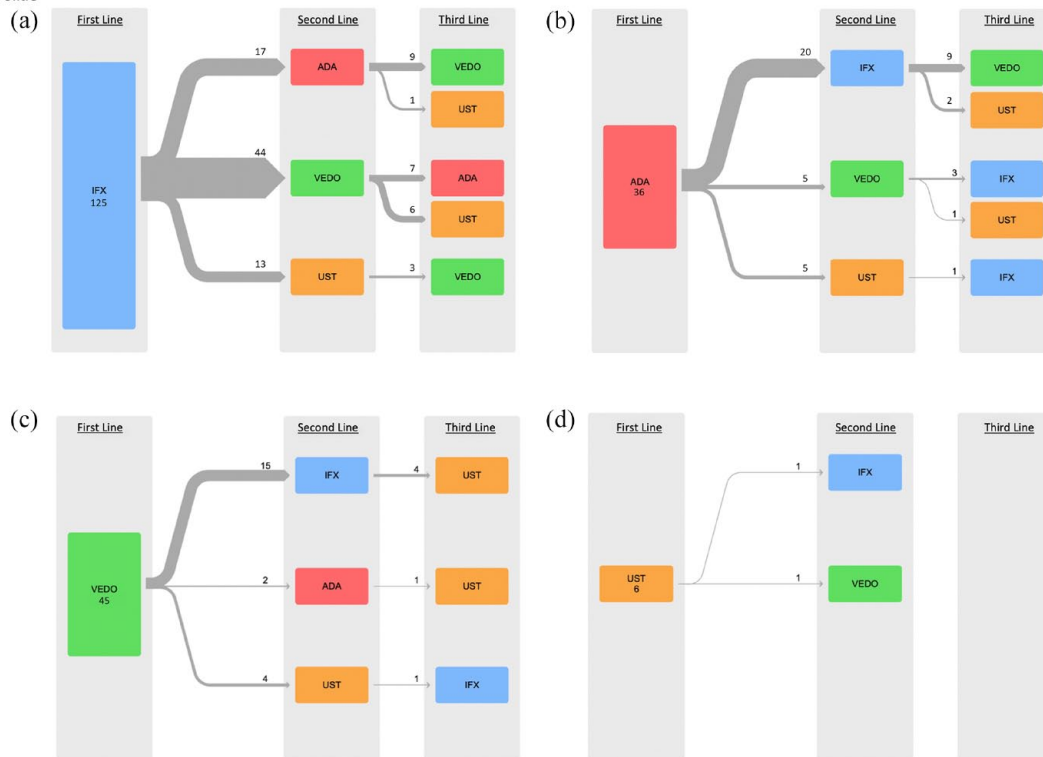 (a)
First Line Second Line Third Line
17 9
ADA VEDO
1
UST
44 7
VEDO ADA
6
IFX
125
UST
13 3
UST VEDO
(b)
First Line Second Line Third Line
20 9
IFX VEDO
2
UST
5 3
VEDO IFX
ADA
36
1
UST
5 1
UST IFX
(c)
First Line Second Line Third Line
15 4
IFX UST
VEDO
45
2 1
ADA UST
4 1
UST IFX
(d)
First Line Second Line Third Line
1
IFX
UST
6
1
VEDO